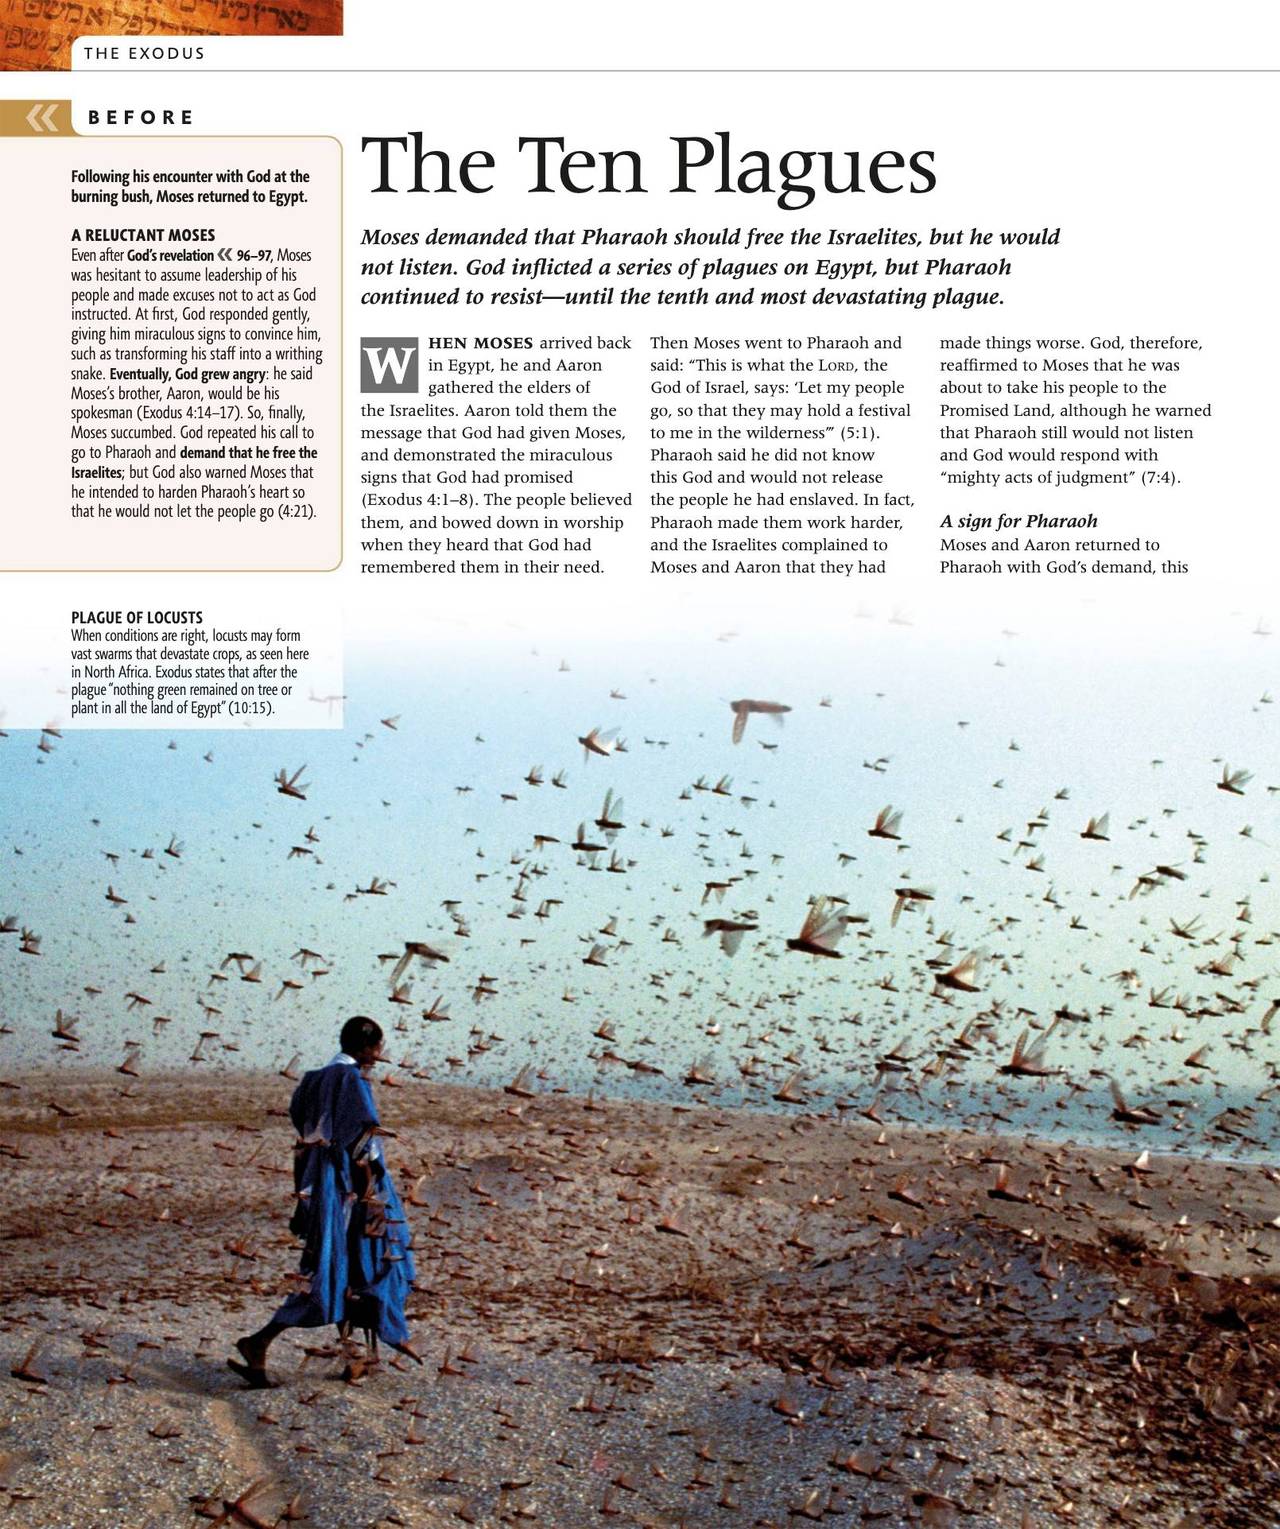 THE EXODUS
BEFORE
Following his encounter with God at the
burning bush, Moses returned to Egypt.
A RELUCTANT MOSES
Even after God’s revelation « 96–97, Moses
was hesitant to assume leadership of his
people and made excuses not to act as God
instructed. At first, God responded gently,
giving him miraculous signs to convince him,
such as transforming his staff into a writhing
snake. Eventually, God grew angry: he said
Moses’s brother, Aaron, would be his
spokesman (Exodus 4:14–17). So, finally,
Moses succumbed. God repeated his call to
go to Pharaoh and demand that he free the
Israelites; but God also warned Moses that
he intended to harden Pharaoh’s heart so
that he would not let the people go (4:21).
The Ten Plagues
Moses demanded that Pharaoh should free the Israelites, but he would
not listen. God inflicted a series of plagues on Egypt, but Pharaoh
continued to resist—until the tenth and most devastating plague.
WHEN MOSES arrived back
in Egypt, he and Aaron
gathered the elders of
the Israelites. Aaron told them the
message that God had given Moses,
and demonstrated the miraculous
signs that God had promised
(Exodus 4:1–8). The people believed
them, and bowed down in worship
when they heard that God had
remembered them in their need.
Then Moses went to Pharaoh and
said: “This is what the LORD, the
God of Israel, says: ‘Let my people
go, so that they may hold a festival
to me in the wilderness’” (5:1).
Pharaoh said he did not know
this God and would not release
the people he had enslaved. In fact,
Pharaoh made them work harder,
and the Israelites complained to
Moses and Aaron that they had
made things worse. God, therefore,
reaffirmed to Moses that he was
about to take his people to the
Promised Land, although he warned
that Pharaoh still would not listen
and God would respond with
“mighty acts of judgment” (7:4).
A sign for Pharaoh
Moses and Aaron returned to
Pharaoh with God’s demand, this
PLAGUE OF LOCUSTS
When conditions are right, locusts may form
vast swarms that devastate crops, as seen here
in North Africa. Exodus states that after the
plague “nothing green remained on tree or
plant in all the land of Egypt” (10:15).